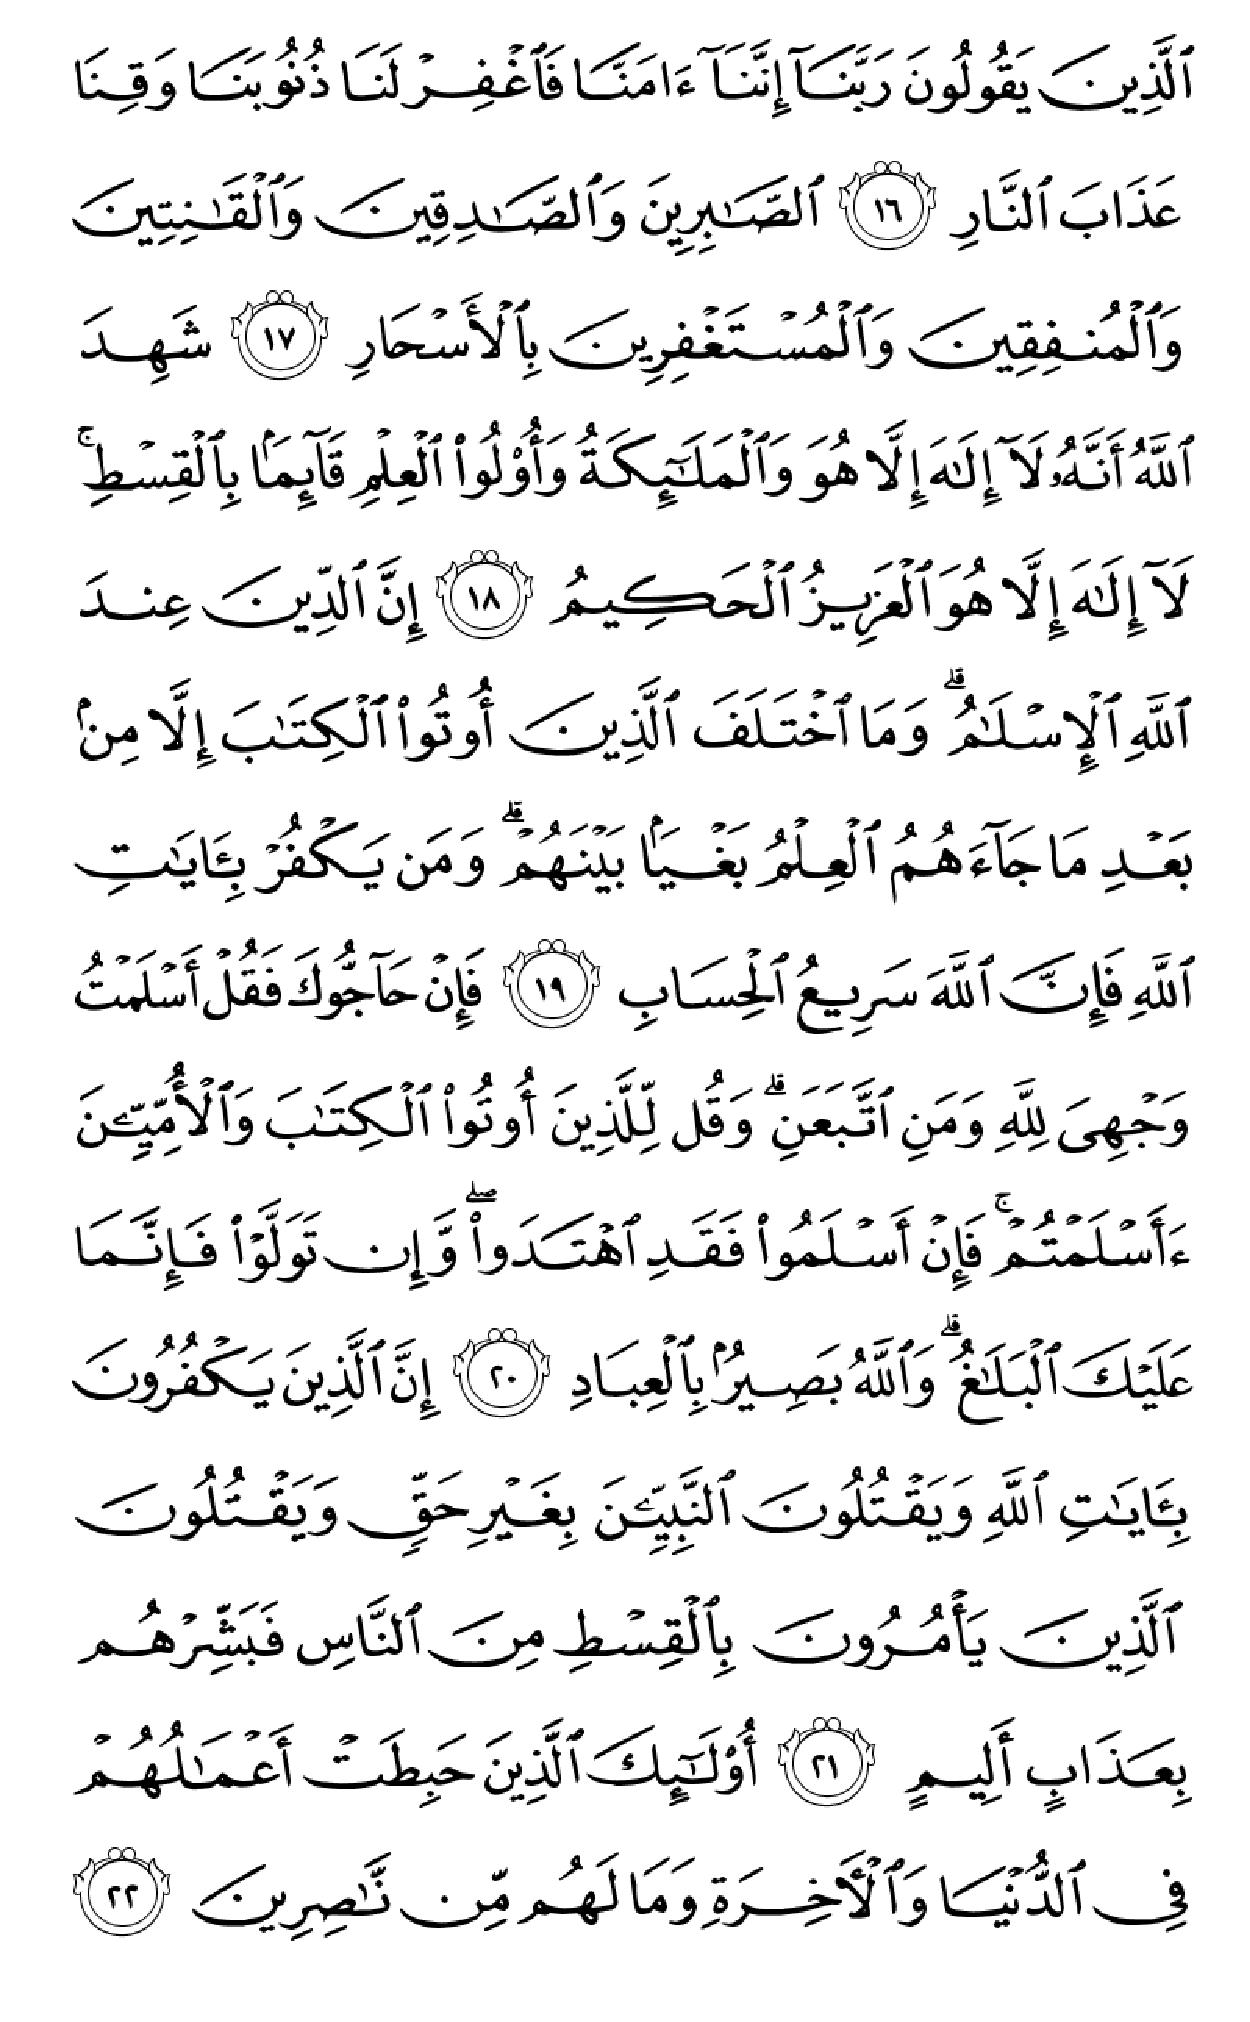 ٱلَّذِينَ يَقُولُونَ رَبَّنَآ إِنَّنَآ ءَامَنَّا فَٱغۡفِرۡ لَنَا ذُنُوبَنَا وَقِنَا
عَذَابَ ٱلنَّارِ ١٦ ٱلصَّٰبِرِينَ وَٱلصَّٰدِقِينَ وَٱلۡقَٰنِتِينَ
وَٱلۡمُنفِقِينَ وَٱلۡمُسۡتَغۡفِرِينَ بِٱلۡأَسۡحَارِ ١٧ شَهِدَ
ٱللَّهُ أَنَّهُۥ لَآ إِلَٰهَ إِلَّا هُوَ وَٱلۡمَلَٰٓئِكَةُ وَأُوْلُواْ ٱلۡعِلۡمِ قَآئِمَۢا بِٱلۡقِسۡطِۚ
لَآ إِلَٰهَ إِلَّا هُوَ ٱلۡعَزِيزُ ٱلۡحَكِيمُ ١٨ إِنَّ ٱلدِّينَ عِندَ
ٱللَّهِ ٱلۡإِسۡلَٰمُۗ وَمَا ٱخۡتَلَفَ ٱلَّذِينَ أُوتُواْ ٱلۡكِتَٰبَ إِلَّا مِنۢ
بَعۡدِ مَا جَآءَهُمُ ٱلۡعِلۡمُ بَغۡيَۢا بَيۡنَهُمۡۗ وَمَن يَكۡفُرۡ بِـَٔايَٰتِ
ٱللَّهِ فَإِنَّ ٱللَّهَ سَرِيعُ ٱلۡحِسَابِ ١٩ فَإِنۡ حَآجُّوكَ فَقُلۡ أَسۡلَمۡتُ
وَجۡهِيَ لِلَّهِ وَمَنِ ٱتَّبَعَنِۗ وَقُل لِّلَّذِينَ أُوتُواْ ٱلۡكِتَٰبَ وَٱلۡأُمِّيِّـۧنَ
ءَأَسۡلَمۡتُمۡۚ فَإِنۡ أَسۡلَمُواْ فَقَدِ ٱهۡتَدَواْۖ وَّإِن تَوَلَّوۡاْ فَإِنَّمَا
عَلَيۡكَ ٱلۡبَلَٰغُۗ وَٱللَّهُ بَصِيرُۢ بِٱلۡعِبَادِ ٢٠ إِنَّ ٱلَّذِينَ يَكۡفُرُونَ
بِـَٔايَٰتِ ٱللَّهِ وَيَقۡتُلُونَ ٱلنَّبِيِّـۧنَ بِغَيۡرِ حَقّٖ وَيَقۡتُلُونَ
ٱلَّذِينَ يَأۡمُرُونَ بِٱلۡقِسۡطِ مِنَ ٱلنَّاسِ فَبَشِّرۡهُم
بِعَذَابٍ أَلِيمٍ ٢١ أُوْلَٰٓئِكَ ٱلَّذِينَ حَبِطَتۡ أَعۡمَٰلُهُمۡ
فِي ٱلدُّنۡيَا وَٱلۡأٓخِرَةِ وَمَا لَهُم مِّن نَّٰصِرِينَ ٢٢